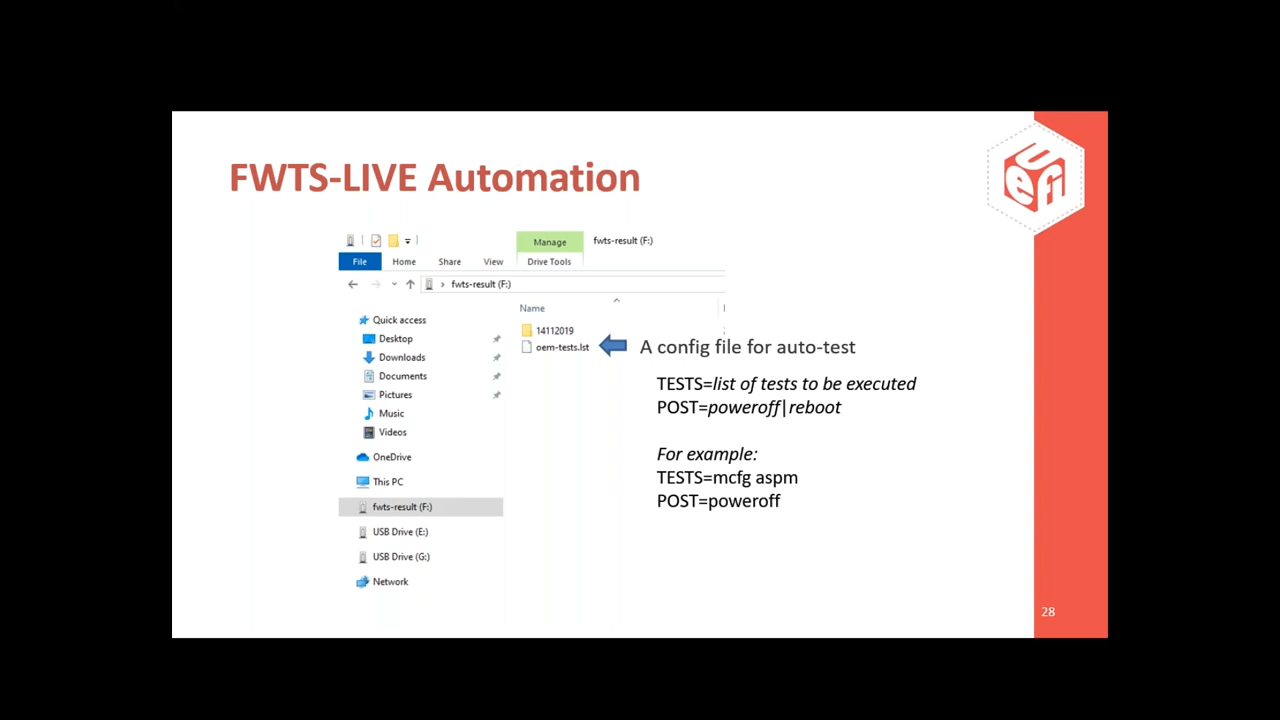 FWTS-LIVE Automation
UEFI
Manage
fwts-result (F:)
File
Home
Share
View
Drive Tools
fwts-result (F:)
Name
Quick access
Desktop
Downloads
Documents
Pictures
Music
Videos
OneDrive
This PC
fwts-result (F:)
USB Drive (E:)
USB Drive (G:)
Network
14112019
oem-tests.lst
A config file for auto-test
TESTS=list of tests to be executed
POST=poweroff|reboot
For example:
TESTS=mcfg aspm
POST=poweroff
28